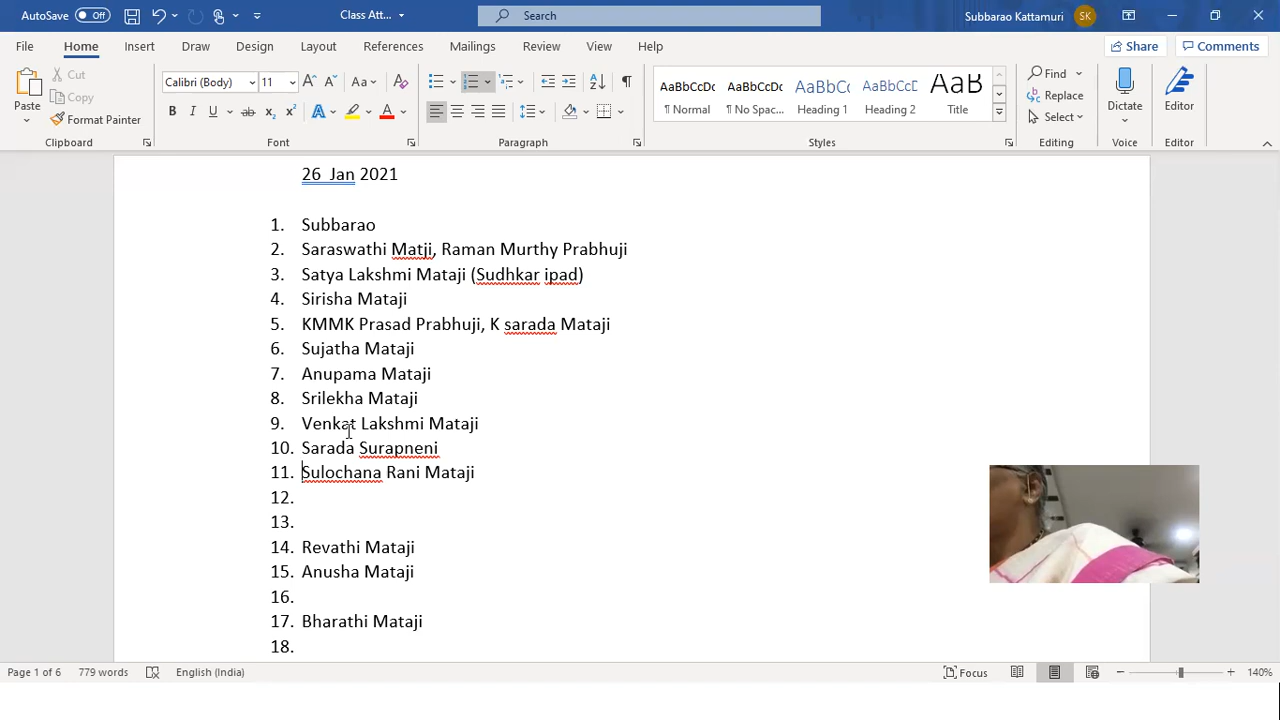 AutoSave Off Class Att... Search Subbarao Kattamuri SK
File Home Insert Draw Design Layout References Mailings Review View Help Share Comments
Paste Cut Copy Format Painter
Calibri (Body) 11 Aa
B I U ab x₂ x² A A
AaBbCcDc AaBbCcDc AaBbCc AaBbCcD AaB
¶ Normal ¶ No Spac... Heading 1 Heading 2 Title
Find Replace Select
Dictate Editor
Clipboard Font Paragraph Styles Editing Voice Editor
26 Jan 2021
1. Subbarao
2. Saraswathi Matji, Raman Murthy Prabhuji
3. Satya Lakshmi Mataji (Sudhkar ipad)
4. Sirisha Mataji
5. KMMK Prasad Prabhuji, K sarada Mataji
6. Sujatha Mataji
7. Anupama Mataji
8. Srilekha Mataji
9. Venkat Lakshmi Mataji
10. Sarada Surapneni
11. Sulochana Rani Mataji
12.
13.
14. Revathi Mataji
15. Anusha Mataji
16.
17. Bharathi Mataji
18.
Page 1 of 6 779 words English (India) Focus 140%